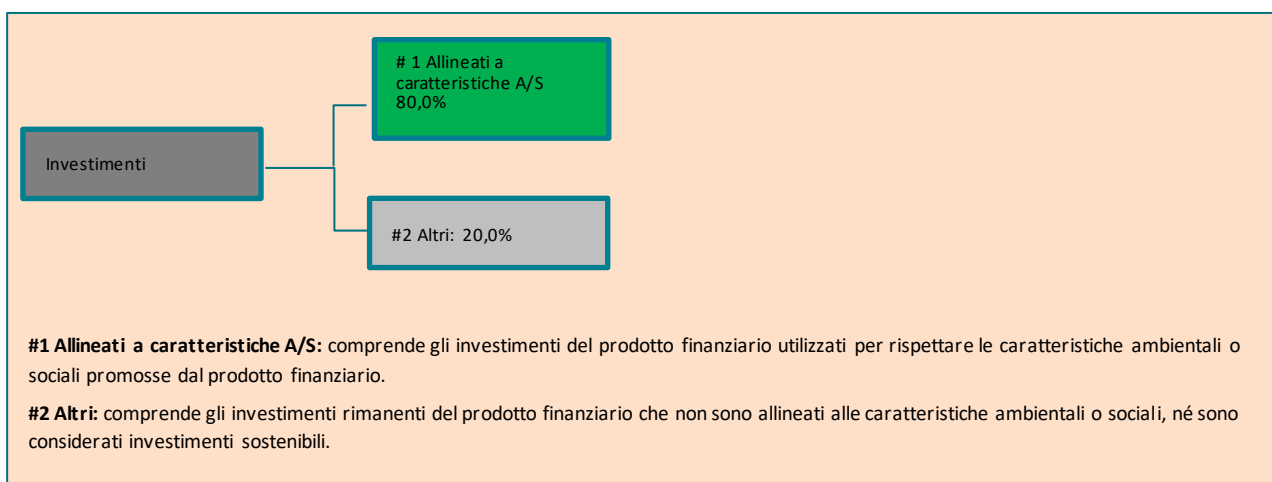 # 1 Allineati a
caratteristiche A/S
80,0%
Investimenti
#2 Altri: 20,0%
#1 Allineati a caratteristiche A/S: comprende gli investimenti del prodotto finanziario utilizzati per rispettare le caratteristiche ambientali o
sociali promosse dal prodotto finanziario.
#2 Altri: comprende gli investimenti rimanenti del prodotto finanziario che non sono allineati alle caratteristiche ambientali o sociali, né sono
considerati investimenti sostenibili.